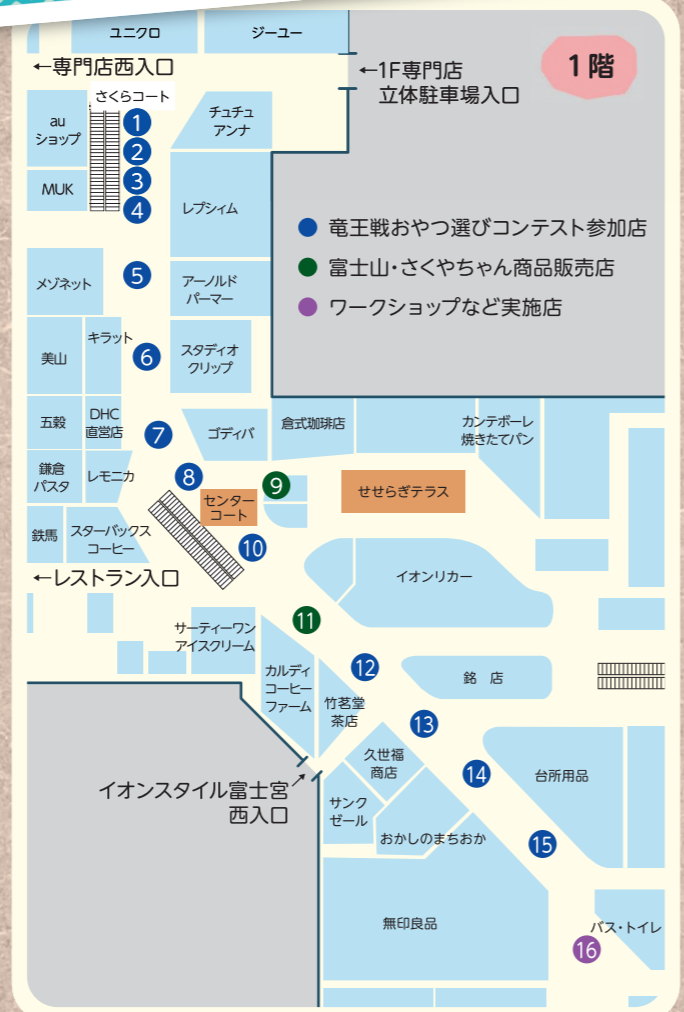 ユニクロ
ジーユー
←専門店西入口
←1F専門店
立体駐車場入口
1階
さくらコート
au
ショップ
1
チュチュ
アンナ
2
MUK
3
4
レプシィム
竜王戦おやつ選びコンテスト参加店
富士山・さくやちゃん商品販売店
ワークショップなど実施店
メゾネット
5
アーノルド
パーマー
美山
キラット
6
スタディオ
クリップ
五穀
DHC
直営店
7
ゴディバ
倉式珈琲店
カンテボーレ
焼きたてパン
鎌倉
パスタ
レモニカ
8
センター
コート
9
せせらぎテラス
鉄馬
スターバックス
コーヒー
10
←レストラン入口
イオンリカー
サーティーワン
アイスクリーム
11
カルディ
コーヒー
ファーム
竹茗堂
茶店
12
銘店
13
久世福
商店
14
台所用品
イオンスタイル富士宮
西入口
サンク
ゼール
おかしのまちおか
15
無印良品
バス・トイレ
16